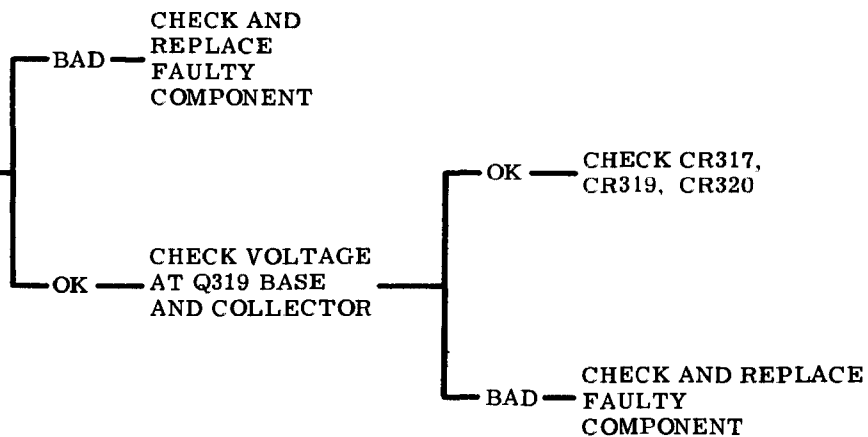 BAD
CHECK AND
REPLACE
FAULTY
COMPONENT
OK
CHECK VOLTAGE
AT Q319 BASE
AND COLLECTOR
OK
CHECK CR317,
CR319, CR320
BAD
CHECK AND REPLACE
FAULTY
COMPONENT